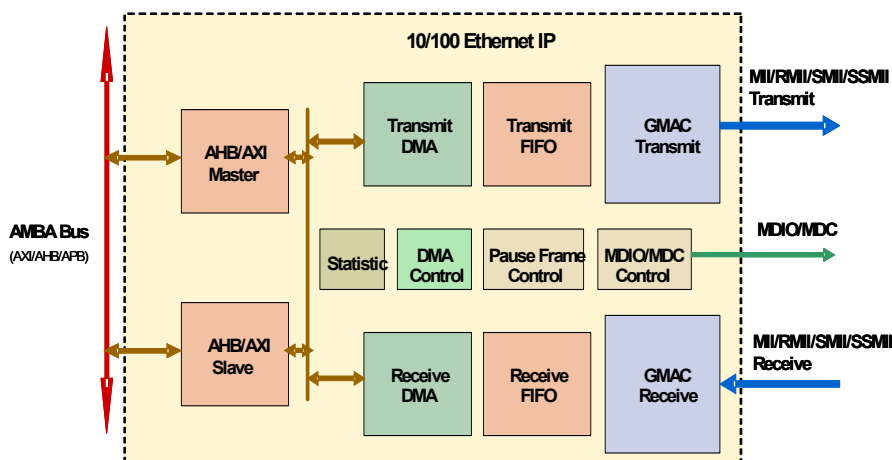 10/100 Ethernet IP
MII/RMII/SMII/SSMII
Transmit
Transmit
DMA
Transmit
FIFO
GMAC
Transmit
AHB/AXI
Master
AMBA Bus
(AXI/AHB/APB)
Statistic
DMA
Control
Pause Frame
Control
MDIO/MDC
Control
MDIO/MDC
AHB/AXI
Slave
Receive
DMA
Receive
FIFO
GMAC
Receive
MII/RMII/SMII/SSMII
Receive